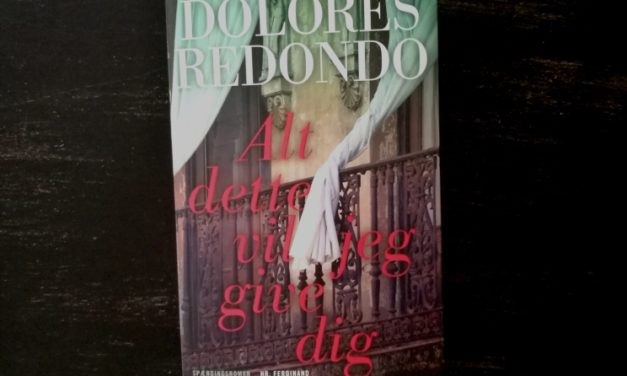 DOLORES
REDONDO
Alt
dette
vil jeg
give
dig
SPÆNDINGSROMAN HR. FERDINAND